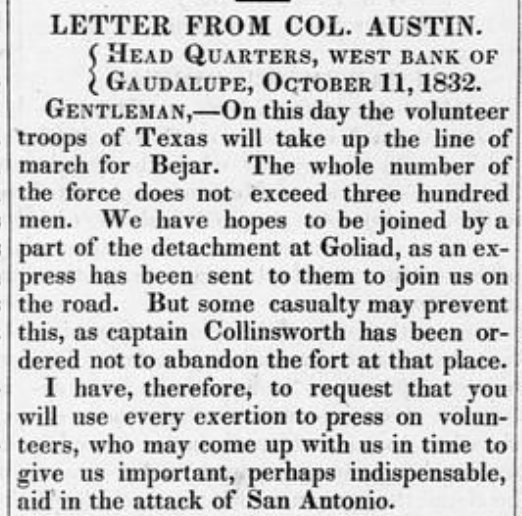 LETTER FROM COL. AUSTIN.
HEAD QUARTERS, WEST BANK OF
GAUDALUPE, OCTOBER 11, 1832.
GENTLEMAN,—On this day the volunteer
troops of Texas will take up the line of
march for Bejar. The whole number of
the force does not exceed three hundred
men. We have hopes to be joined by a
part of the detachment at Goliad, as an ex-
press has been sent to them to join us on
the road. But some casualty may prevent
this, as captain Collinsworth has been or-
dered not to abandon the fort at that place.
I have, therefore, to request that you
will use every exertion to press on volun-
teers, who may come up with us in time to
give us important, perhaps indispensable,
aid in the attack of San Antonio.